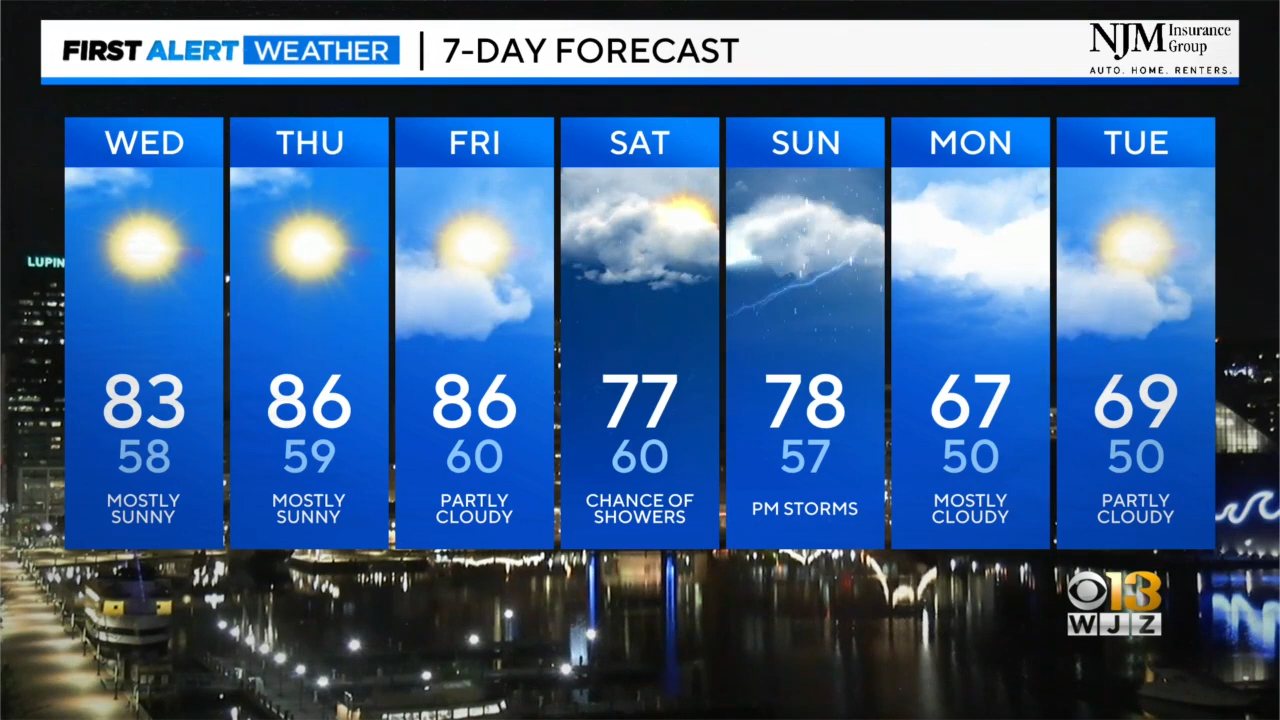 FIRST ALERT WEATHER | 7-DAY FORECAST
NJM Insurance
Group
AUTO. HOME. RENTERS.
WED THU FRI SAT SUN MON TUE
LUPIN
83 86 86 77 78 67 69
58 59 60 60 57 50 50
MOSTLY SUNNY
MOSTLY SUNNY
PARTLY CLOUDY
CHANCE OF SHOWERS
PM STORMS
MOSTLY CLOUDY
PARTLY CLOUDY
13
WJZ